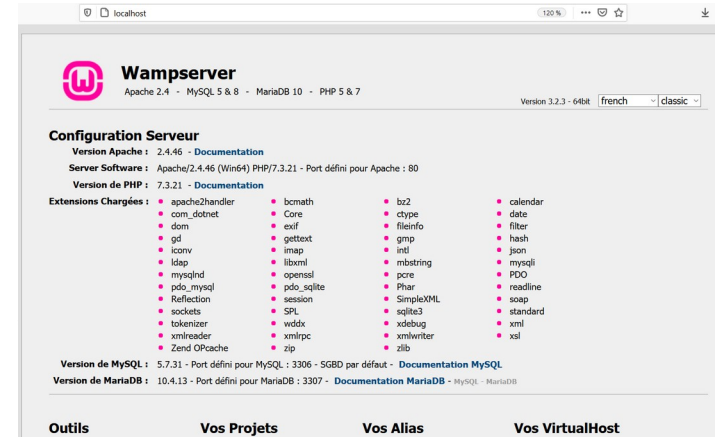 localhost
120 %
Wampserver
Apache 2.4 - MySQL 5 & 8 - MariaDB 10 - PHP 5 & 7
Version 3.2.3 - 64bit french classic
Configuration Serveur
Version Apache : 2.4.46 - Documentation
Server Software : Apache/2.4.46 (Win64) PHP/7.3.21 - Port défini pour Apache : 80
Version de PHP : 7.3.21 - Documentation
Extensions Chargées : apache2handler bcmath bz2 calendar
com_dotnet Core ctype date
dom exif fileinfo filter
gd gettext gmp hash
iconv imap intl json
ldap libxml mbstring mysqli
mysqlnd openssl pcre PDO
pdo_mysql pdo_sqlite Phar readline
Reflection session SimpleXML soap
sockets SPL sqlite3 standard
tokenizer wddx xdebug xml
xmlreader xmlrpc xmlwriter xsl
Zend OPcache zip zlib
Version de MySQL : 5.7.31 - Port défini pour MySQL : 3306 - SGBD par défaut - Documentation MySQL
Version de MariaDB : 10.4.13 - Port défini pour MariaDB : 3307 - Documentation MariaDB - MySQL - MariaDB
Outils Vos Projets Vos Alias Vos VirtualHost